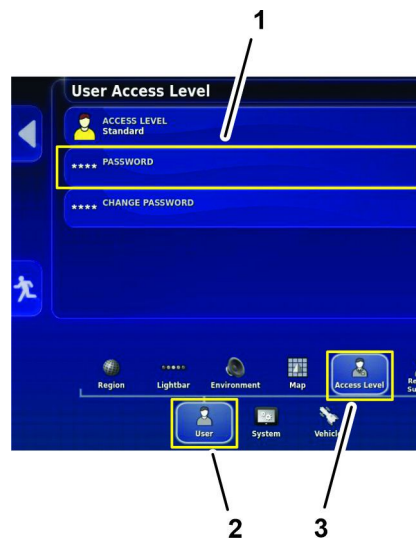 1
User Access Level
ACCESS LEVEL
Standard
**** PASSWORD
**** CHANGE PASSWORD
Region Lightbar Environment Map Access Level
User System
2 3